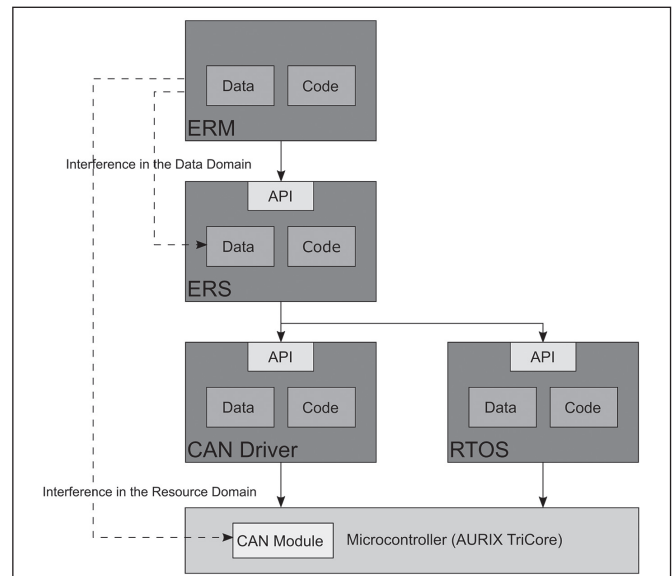 Data Code
ERM
Interference in the Data Domain
API
Data Code
ERS
API API
Data Code Data Code
CAN Driver RTOS
Interference in the Resource Domain
CAN Module Microcontroller (AURIX TriCore)